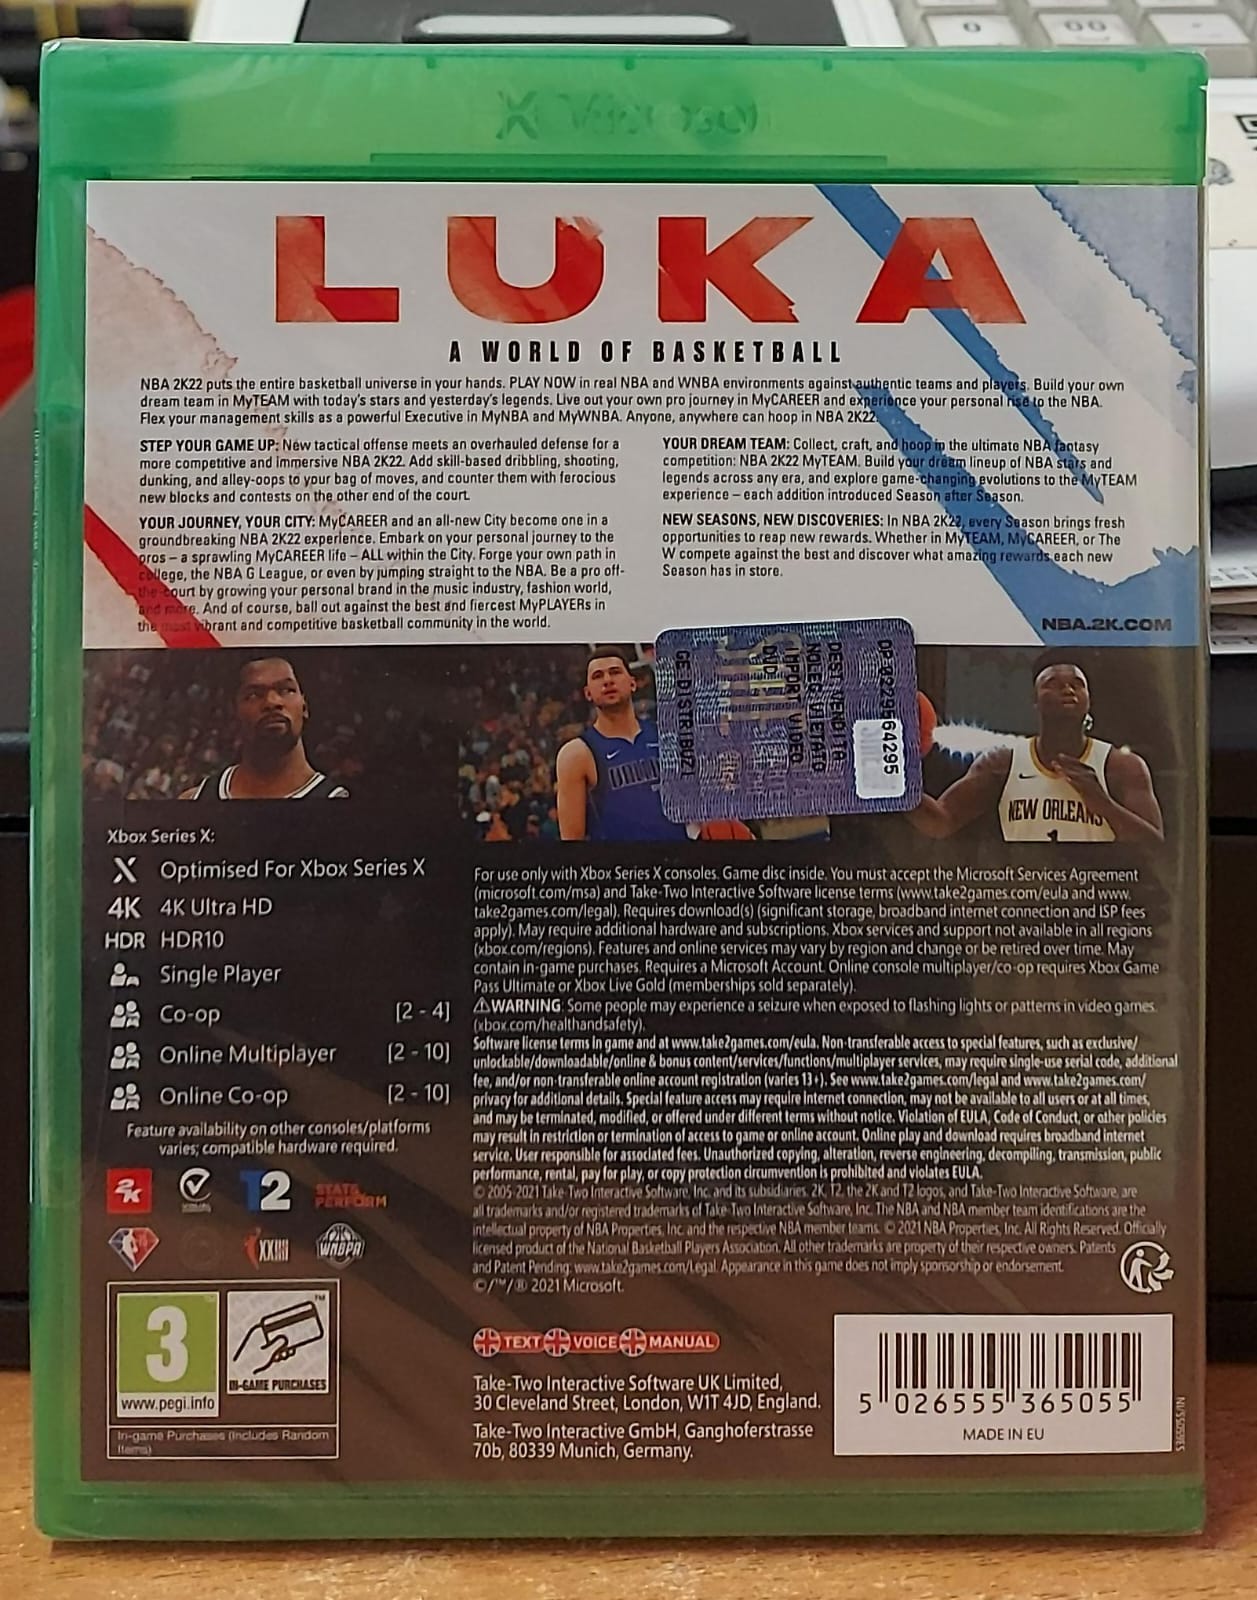 0 00
X Microsoft
LUKA
A WORLD OF BASKETBALL
NBA 2K22 puts the entire basketball universe in your hands. PLAY NOW in real NBA and WNBA environments against authentic teams and players. Build your own
dream team in MyTEAM with today's stars and yesterday's legends. Live out your own pro journey in MyCAREER and experience your personal rise to the NBA.
Flex your management skills as a powerful Executive in MyNBA and MyWNBA. Anyone, anywhere can hoop in NBA 2K22.
STEP YOUR GAME UP: New tactical offense meets an overhauled defense for a
more competitive and immersive NBA 2K22. Add skill-based dribbling, shooting,
dunking, and alley-oops to your bag of moves, and counter them with ferocious
new blocks and contests on the other end of the court.
YOUR JOURNEY, YOUR CITY: MyCAREER and an all-new City become one in a
groundbreaking NBA 2K22 experience. Embark on your personal journey to the
pros – a sprawling MyCAREER life – ALL within the City. Forge your own path in
college, the NBA G League, or even by jumping straight to the NBA. Be a pro off-
the-court by growing your personal brand in the music industry, fashion world,
and more. And of course, ball out against the best and fiercest MyPLAYERs in
the most vibrant and competitive basketball community in the world.
YOUR DREAM TEAM: Collect, craft, and hoop in the ultimate NBA fantasy
competition: NBA 2K22 MyTEAM. Build your dream lineup of NBA stars and
legends across any era, and explore game-changing evolutions to the MyTEAM
experience – each addition introduced Season after Season.
NEW SEASONS, NEW DISCOVERIES: In NBA 2K22, every Season brings fresh
opportunities to reap new rewards. Whether in MyTEAM, MyCAREER, or The
W compete against the best and discover what amazing rewards each new
Season has in store.
NBA.2K.COM
OP 0229564295
DEST. VENDITA
NOLEG.VIETATO
IMPORT VIDEO
DVD
GE.DISTRIBUZI
NEW ORLEANS
1
Xbox Series X:
X Optimised For Xbox Series X
4K 4K Ultra HD
HDR HDR10
Single Player
Co-op [2 - 4]
Online Multiplayer [2 - 10]
Online Co-op [2 - 10]
Feature availability on other consoles/platforms
varies; compatible hardware required.
2K T2 STATS PERFORM
XXIII WNBPA
For use only with Xbox Series X consoles. Game disc inside. You must accept the Microsoft Services Agreement
(microsoft.com/msa) and Take-Two Interactive Software license terms (www.take2games.com/eula and www.
take2games.com/legal). Requires download(s) (significant storage, broadband internet connection and ISP fees
apply). May require additional hardware and subscriptions. Xbox services and support not available in all regions
(xbox.com/regions). Features and online services may vary by region and change or be retired over time. May
contain in-game purchases. Requires a Microsoft Account. Online console multiplayer/co-op requires Xbox Game
Pass Ultimate or Xbox Live Gold (memberships sold separately).
⚠WARNING: Some people may experience a seizure when exposed to flashing lights or patterns in video games.
(xbox.com/healthandsafety).
Software license terms in game and at www.take2games.com/eula. Non-transferable access to special features, such as exclusive/
unlockable/downloadable/online & bonus content/services/functions/multiplayer services, may require single-use serial code, additional
fee, and/or non-transferable online account registration (varies 13+). See www.take2games.com/legal and www.take2games.com/
privacy for additional details. Special feature access may require Internet connection, may not be available to all users or at all times,
and may be terminated, modified, or offered under different terms without notice. Violation of EULA, Code of Conduct, or other policies
may result in restriction or termination of access to game or online account. Online play and download requires broadband internet
service. User responsible for associated fees. Unauthorized copying, alteration, reverse engineering, decompiling, transmission, public
performance, rental, pay for play, or copy protection circumvention is prohibited and violates EULA.
© 2005-2021 Take-Two Interactive Software, Inc. and its subsidiaries. 2K, T2, the 2K and T2 logos, and Take-Two Interactive Software, are
all trademarks and/or registered trademarks of Take-Two Interactive Software, Inc. The NBA and NBA member team identifications are the
intellectual property of NBA Properties, Inc. and the respective NBA member teams. © 2021 NBA Properties, Inc. All Rights Reserved. Officially
licensed product of the National Basketball Players Association. All other trademarks are property of their respective owners. Patents
and Patent Pending: www.take2games.com/Legal. Appearance in this game does not imply sponsorship or endorsement.
©/™/® 2021 Microsoft.
3
www.pegi.info
IN-GAME PURCHASES
In-game Purchases (Includes Random
Items)
TEXT VOICE MANUAL
Take-Two Interactive Software UK Limited,
30 Cleveland Street, London, W1T 4JD, England.
Take-Two Interactive GmbH, Ganghoferstrasse
70b, 80339 Munich, Germany.
5 026555 365055
MADE IN EU
5365055/IN